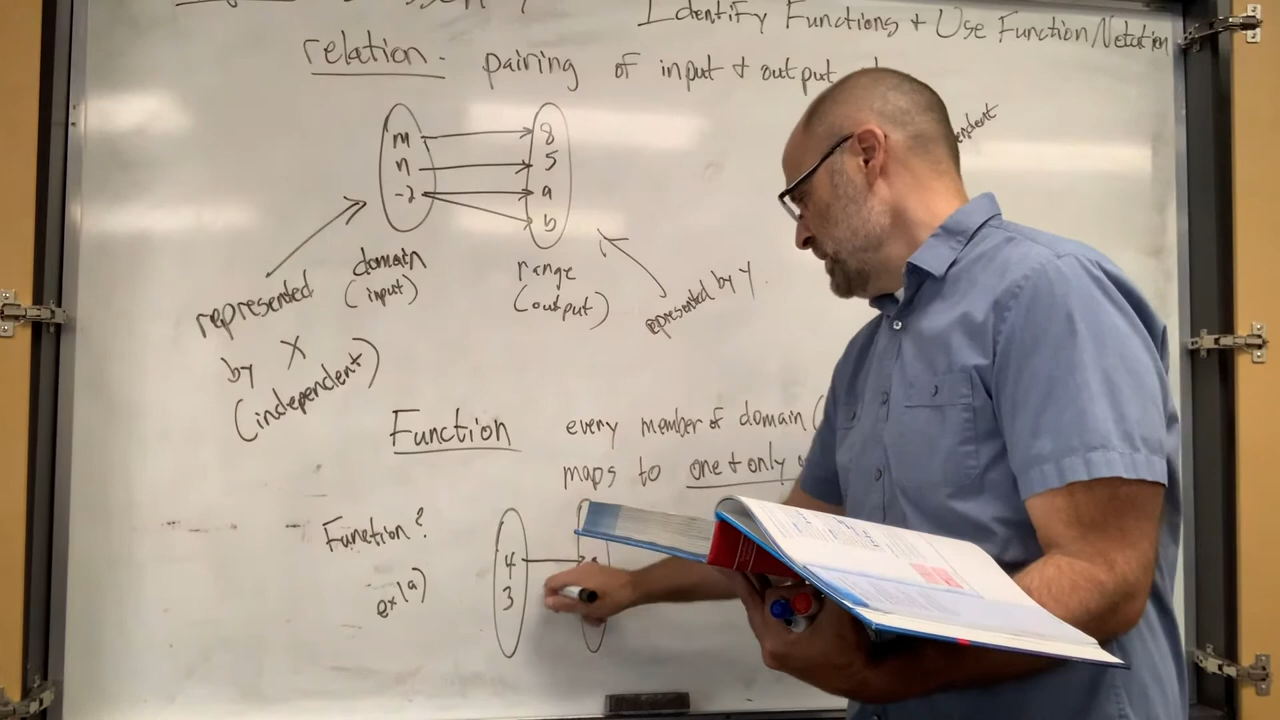 Identify Functions + Use Function Notation
relation - pairing of input + output
m
n
-2
8
5
a
b
domain
(input)
range
(output)
represented
by X
(independent)
represented by y.
Function every member of domain (
maps to one + only
Function?
ex(a)
4
3